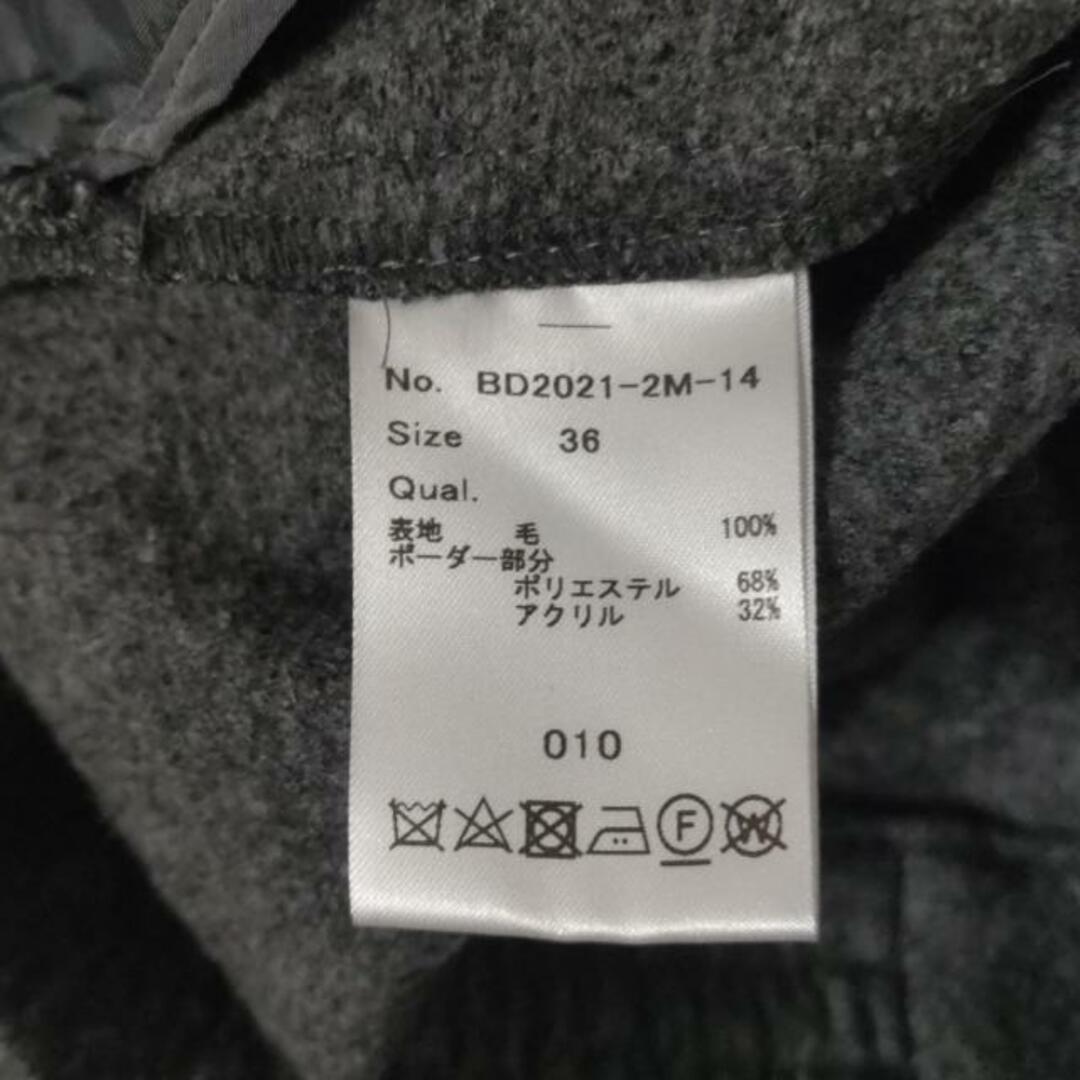 No. BD2021-2M-14
Size 36
Qual.
表地 毛 100%
ボーダー部分
ポリエステル 68%
アクリル 32%
010
F W